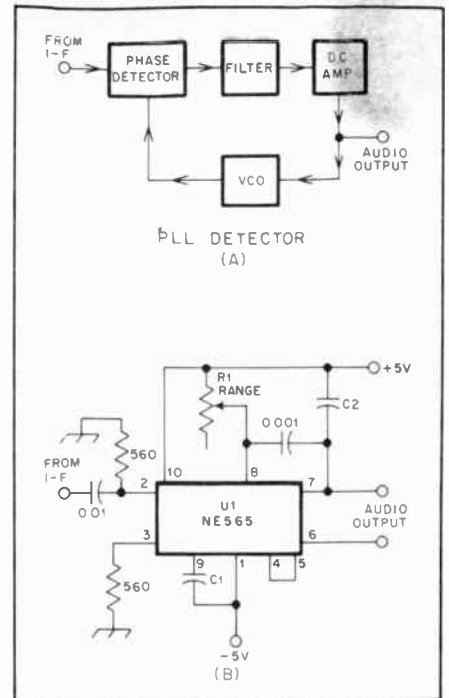 FROM
I-F
PHASE
DETECTOR
FILTER
DC
AMP
AUDIO
OUTPUT
VCO
PLL DETECTOR
(A)
+5V
R1
RANGE
C2
0.001
560
FROM
I-F
0.01
2
10
8
7
AUDIO
OUTPUT
U1
NE565
3
6
9
1
4
5
560
C1
-5V
(B)